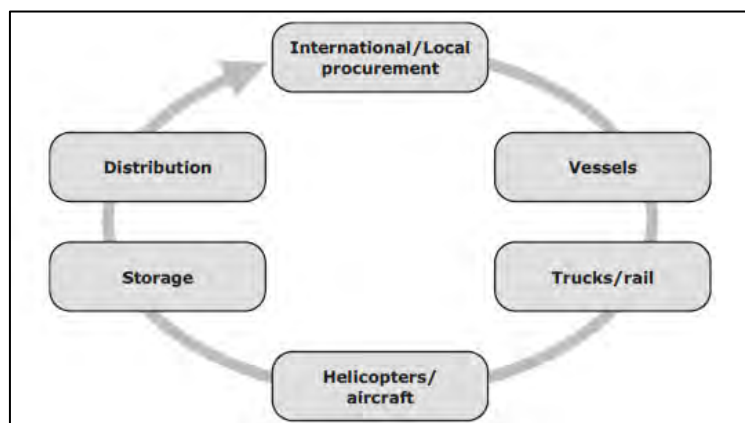 International/Local
procurement
Distribution
Vessels
Storage
Trucks/rail
Helicopters/
aircraft